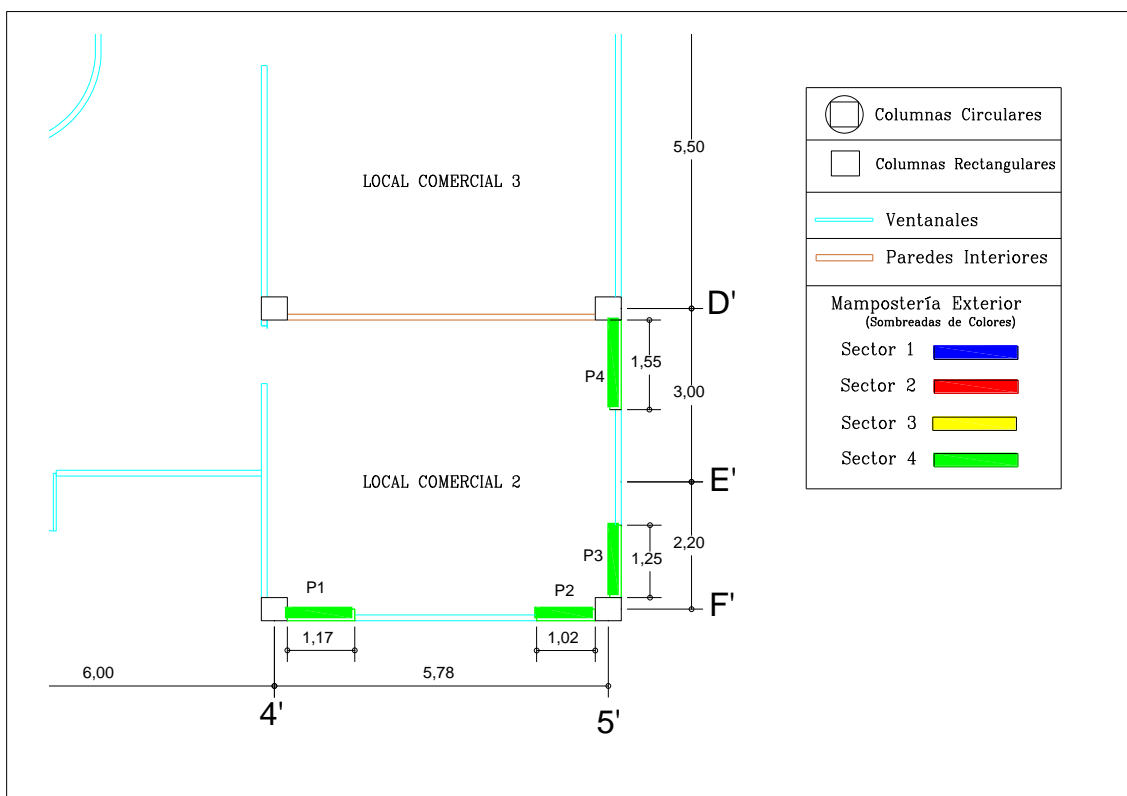 LOCAL COMERCIAL 3
5,50
D'
1,55
P4
3,00
LOCAL COMERCIAL 2
E'
P3
1,25
2,20
P1
P2
F'
1,17
1,02
6,00
5,78
4'
5'
Columnas Circulares
Columnas Rectangulares
Ventanales
Paredes Interiores
Mampostería Exterior
(Sombreadas de Colores)
Sector 1
Sector 2
Sector 3
Sector 4